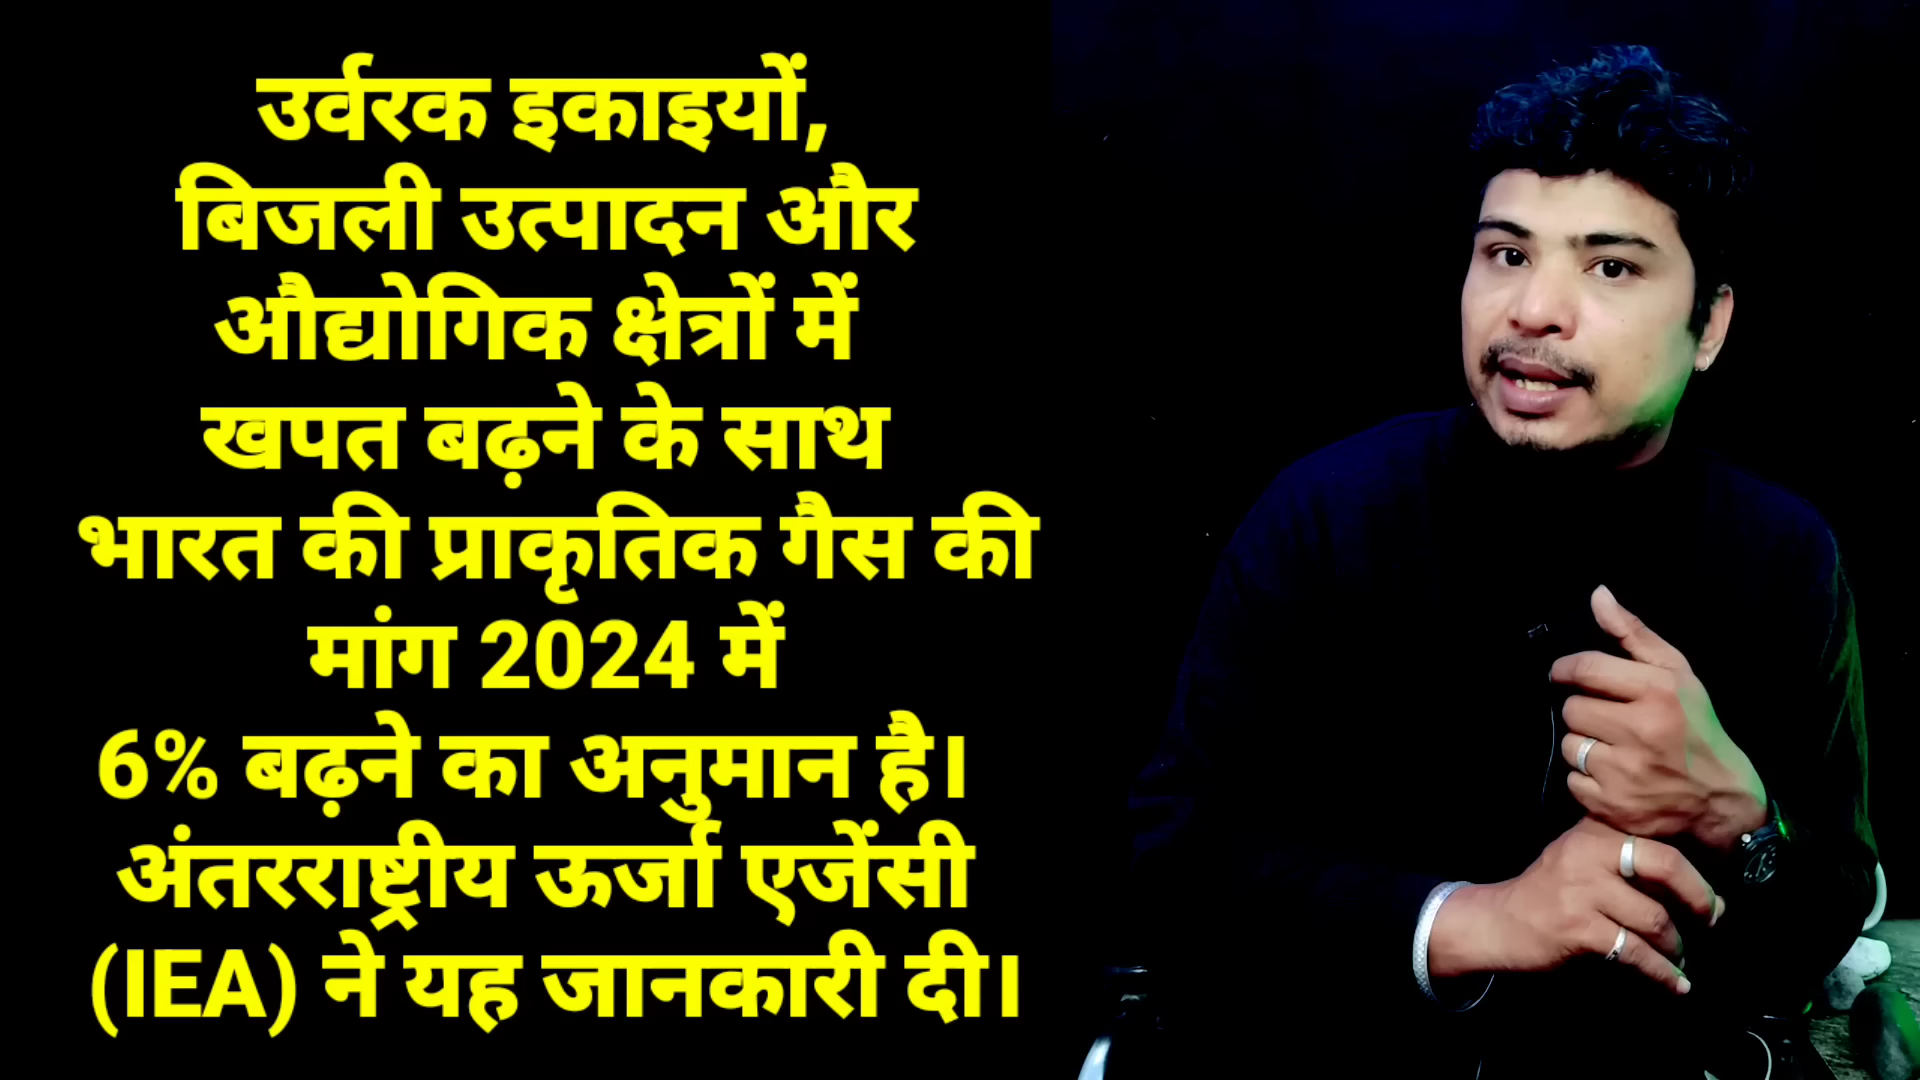 उर्वरक इकाइयों,
बिजली उत्पादन और
औद्योगिक क्षेत्रों में
खपत बढ़ने के साथ
भारत की प्राकृतिक गैस की
मांग 2024 में
6% बढ़ने का अनुमान है।
अंतरराष्ट्रीय ऊर्जा एजेंसी
(IEA) ने यह जानकारी दी।